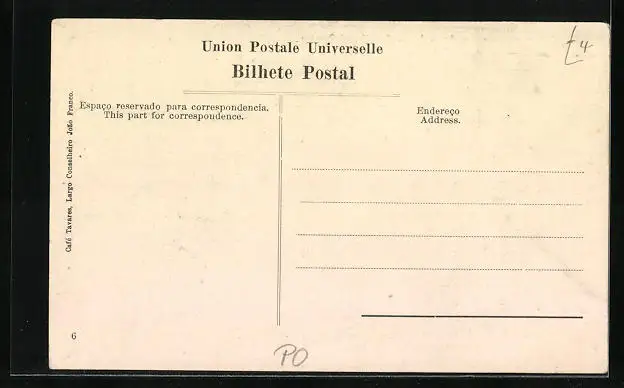 Union Postale Universelle
Bilhete Postal
£4
Espaço reservado para correspondencia.
This part for correspondence.
Endereço
Address.
Café Tavares, Largo Conselheiro João Franco.
6
PO